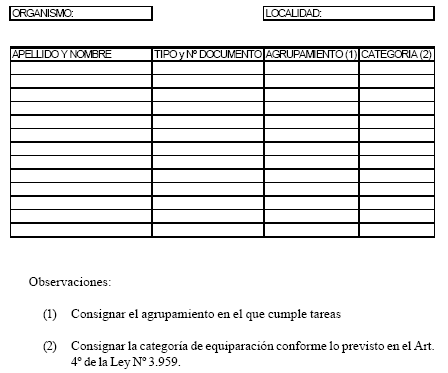 ORGANISMO: LOCALIDAD:
APELLIDO Y NOMBRE TIPO y Nº DOCUMENTO AGRUPAMIENTO (1) CATEGORIA (2)
Observaciones:
(1) Consignar el agrupamiento en el que cumple tareas
(2) Consignar la categoría de equiparación conforme lo previsto en el Art.
4º de la Ley Nº 3.959.